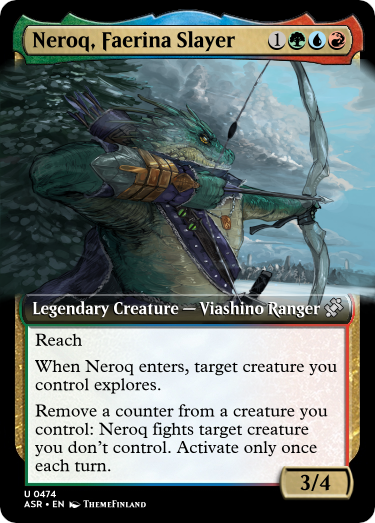 Neroq, Faerina Slayer 1
Legendary Creature — Viashino Ranger
Reach
When Neroq enters, target creature you
control explores.
Remove a counter from a creature you
control: Neroq fights target creature
you don't control. Activate only once
each turn.
3/4
U 0474
ASR • EN ThemeFinland